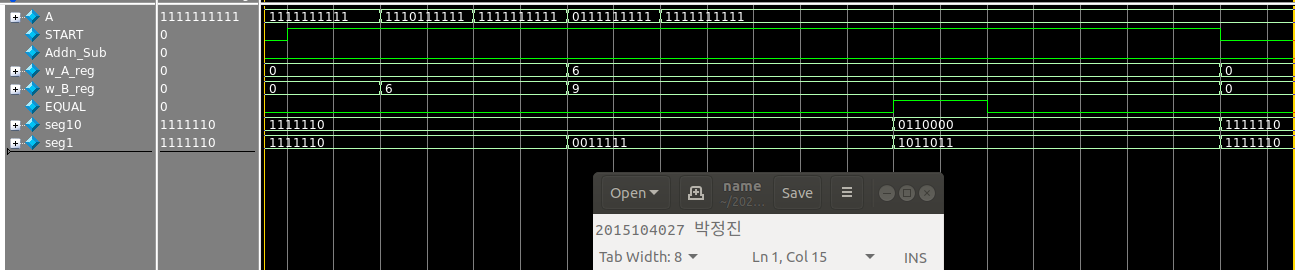 A 1111111111 1111111111 1110111111 1111111111 0111111111 1111111111
START 0
Addn_Sub 0
w_A_reg 0 0 6 0
w_B_reg 0 0 6 9 0
EQUAL 0
seg10 1111110 1111110 0110000 1111110
seg1 1111110 1111110 0011111 1011011 1111110
Open name Save
~/202...
2015104027 박정진
Tab Width: 8 Ln 1, Col 15 INS